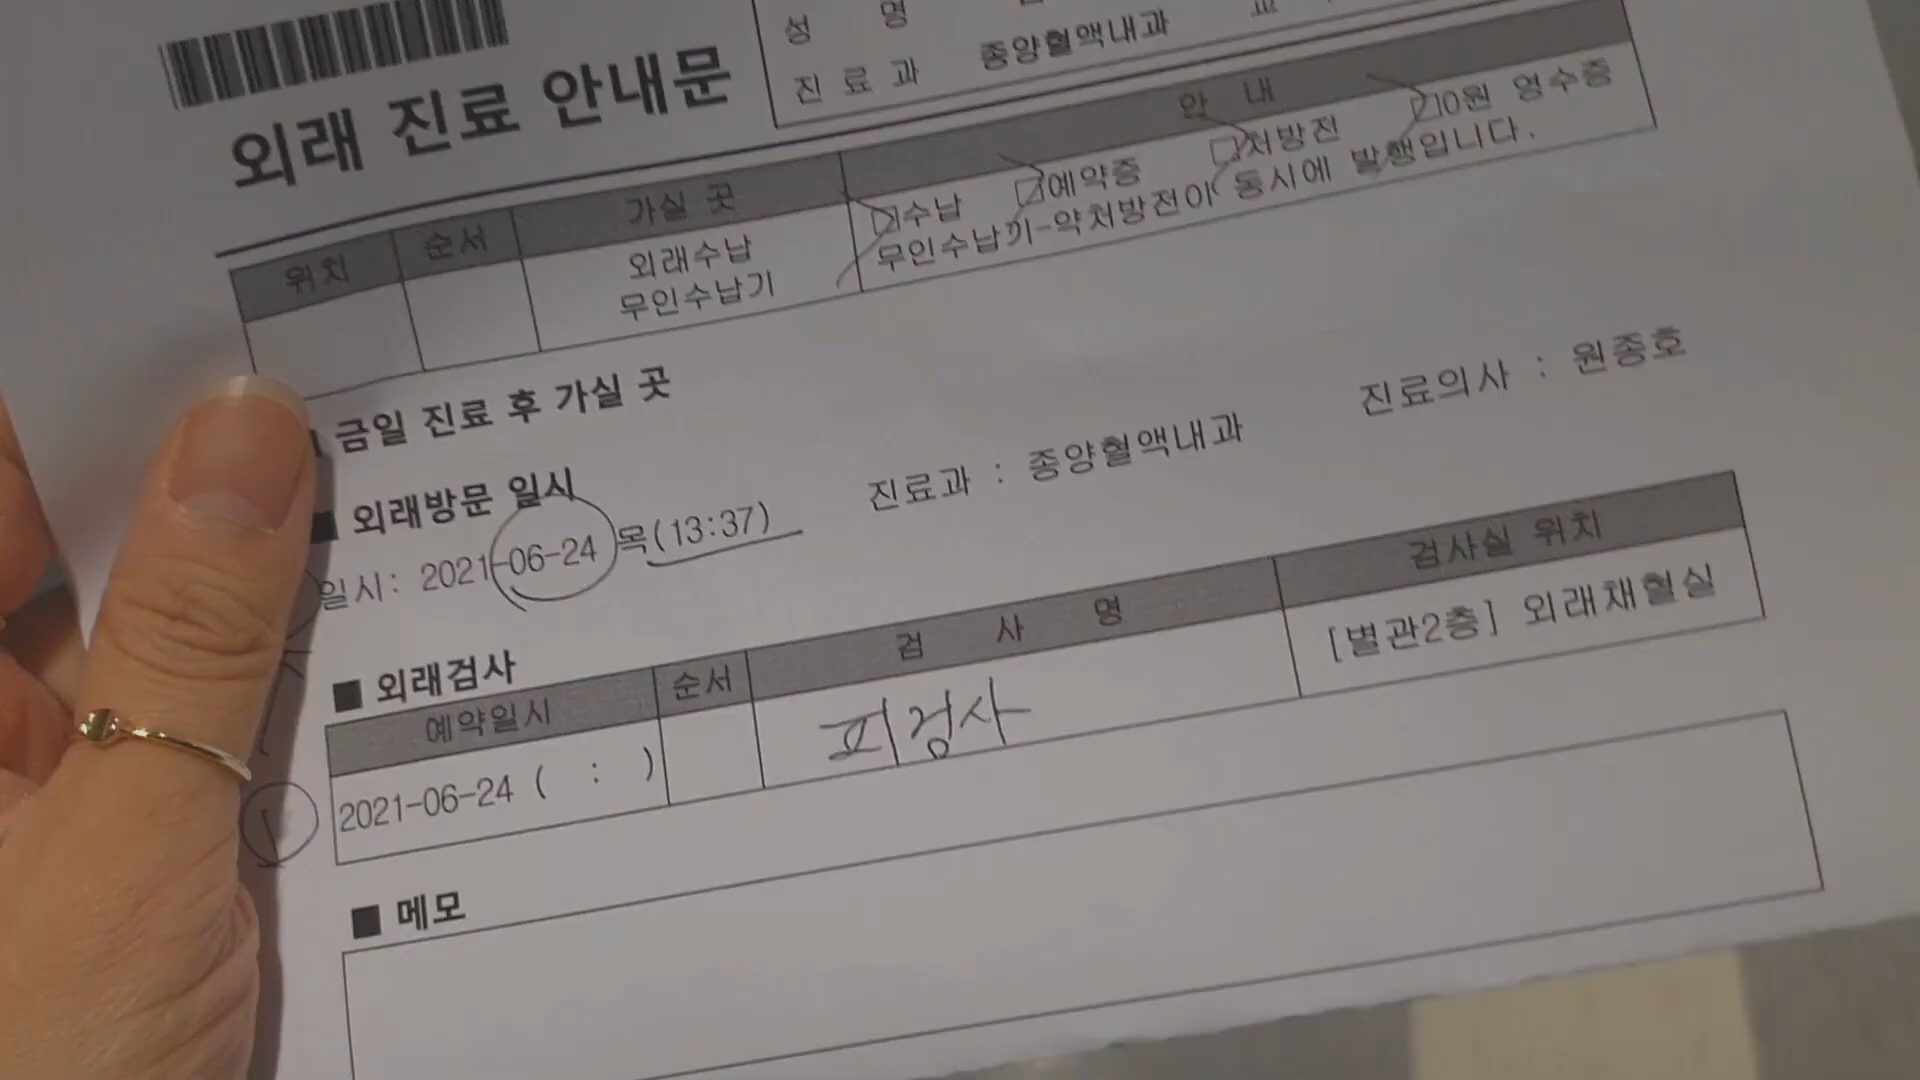 성 명
진 료 과 종양혈액내과
외래 진료 안내문
위치 순서 가실 곳 안 내
외래수납
무인수납기
수납 예약증 처방전 10원 영수증
무인수납기-약처방전이 동시에 발행입니다.
금일 진료 후 가실 곳
■ 외래방문 일시
일시: 2021-06-24 목(13:37) 진료과 : 종양혈액내과 진료의사 : 원종호
■ 외래검사
예약일시 순서 검 사 명 검사실 위치
1 2021-06-24 ( : ) 피검사 [별관2층] 외래채혈실
■ 메모